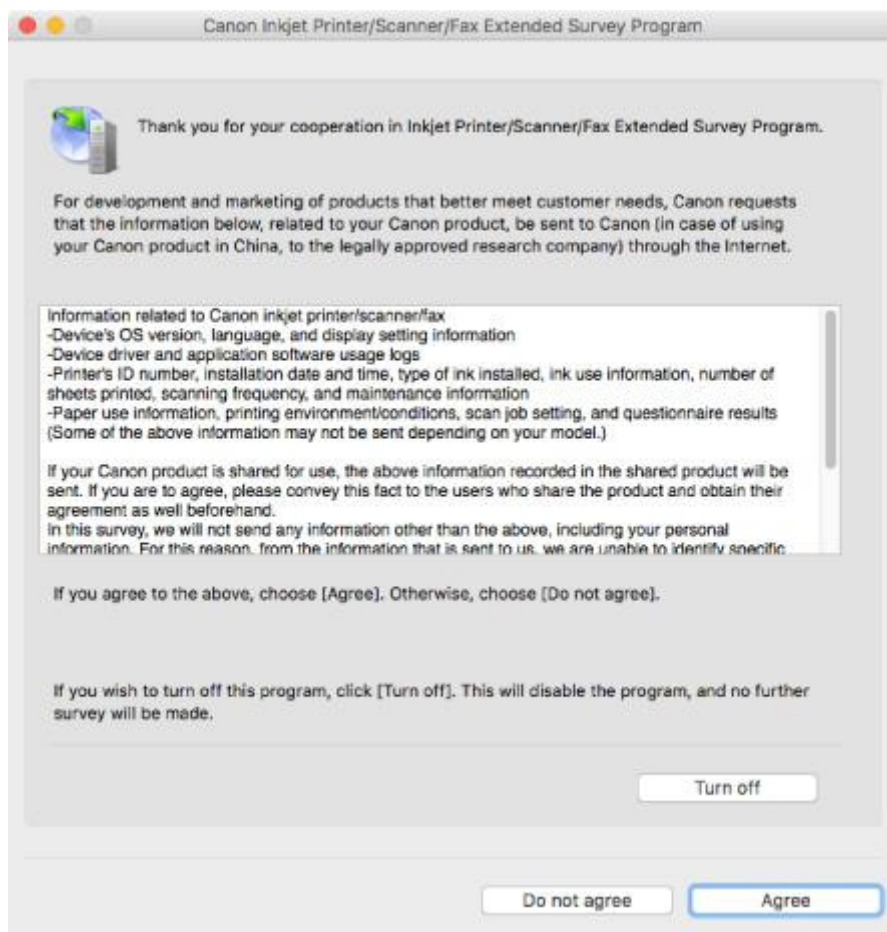 Canon Inkjet Printer/Scanner/Fax Extended Survey Program
Thank you for your cooperation in Inkjet Printer/Scanner/Fax Extended Survey Program.
For development and marketing of products that better meet customer needs, Canon requests
that the information below, related to your Canon product, be sent to Canon (in case of using
your Canon product in China, to the legally approved research company) through the Internet.
Information related to Canon inkjet printer/scanner/fax
-Device's OS version, language, and display setting information
-Device driver and application software usage logs
-Printer's ID number, installation date and time, type of ink installed, ink use information, number of
sheets printed, scanning frequency, and maintenance information
-Paper use information, printing environment/conditions, scan job setting, and questionnaire results
(Some of the above information may not be sent depending on your model.)
If your Canon product is shared for use, the above information recorded in the shared product will be
sent. If you are to agree, please convey this fact to the users who share the product and obtain their
agreement as well beforehand.
In this survey, we will not send any information other than the above, including your personal
information. For this reason, from the information that is sent to us, we are unable to identify specific
If you agree to the above, choose [Agree]. Otherwise, choose [Do not agree].
If you wish to turn off this program, click [Turn off]. This will disable the program, and no further
survey will be made.
Turn off
Do not agree
Agree